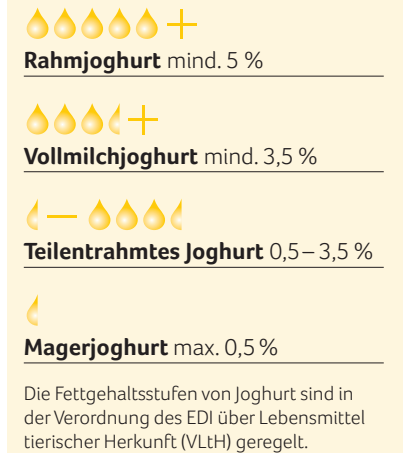 Rahmjoghurt mind. 5 %
Vollmilchjoghurt mind. 3,5 %
Teilentrahmtes Joghurt 0,5 – 3,5 %
Magerjoghurt max. 0,5 %
Die Fettgehaltsstufen von Joghurt sind in
der Verordnung des EDI über Lebensmittel
tierischer Herkunft (VLtH) geregelt.